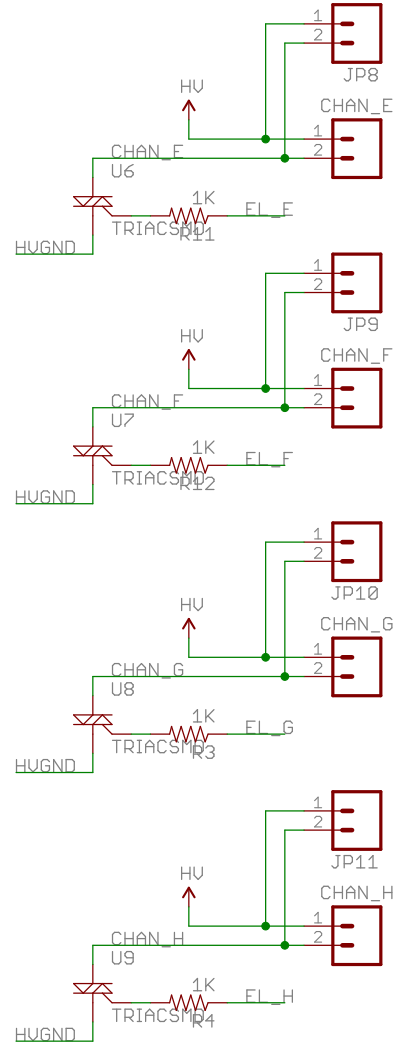 1
2
JP8
HV
CHAN_E
1
2
CHAN_E
U6
1K
EL_E
TRIACSMD
R11
HVGND
1
2
JP9
HV
CHAN_F
1
2
CHAN_F
U7
1K
EL_F
TRIACSMD
R12
HVGND
1
2
JP10
HV
CHAN_G
1
2
CHAN_G
U8
1K
EL_G
TRIACSMD
R3
HVGND
1
2
JP11
HV
CHAN_H
1
2
CHAN_H
U9
1K
EL_H
TRIACSMD
R4
HVGND